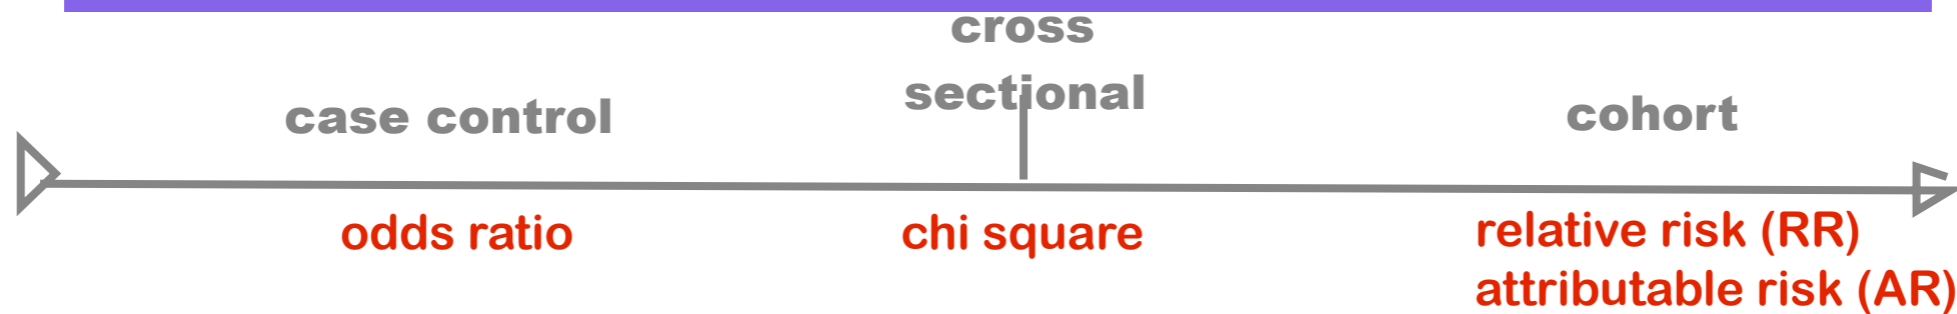 cross
sectional
case control
cohort
odds ratio
chi square
relative risk (RR)
attributable risk (AR)